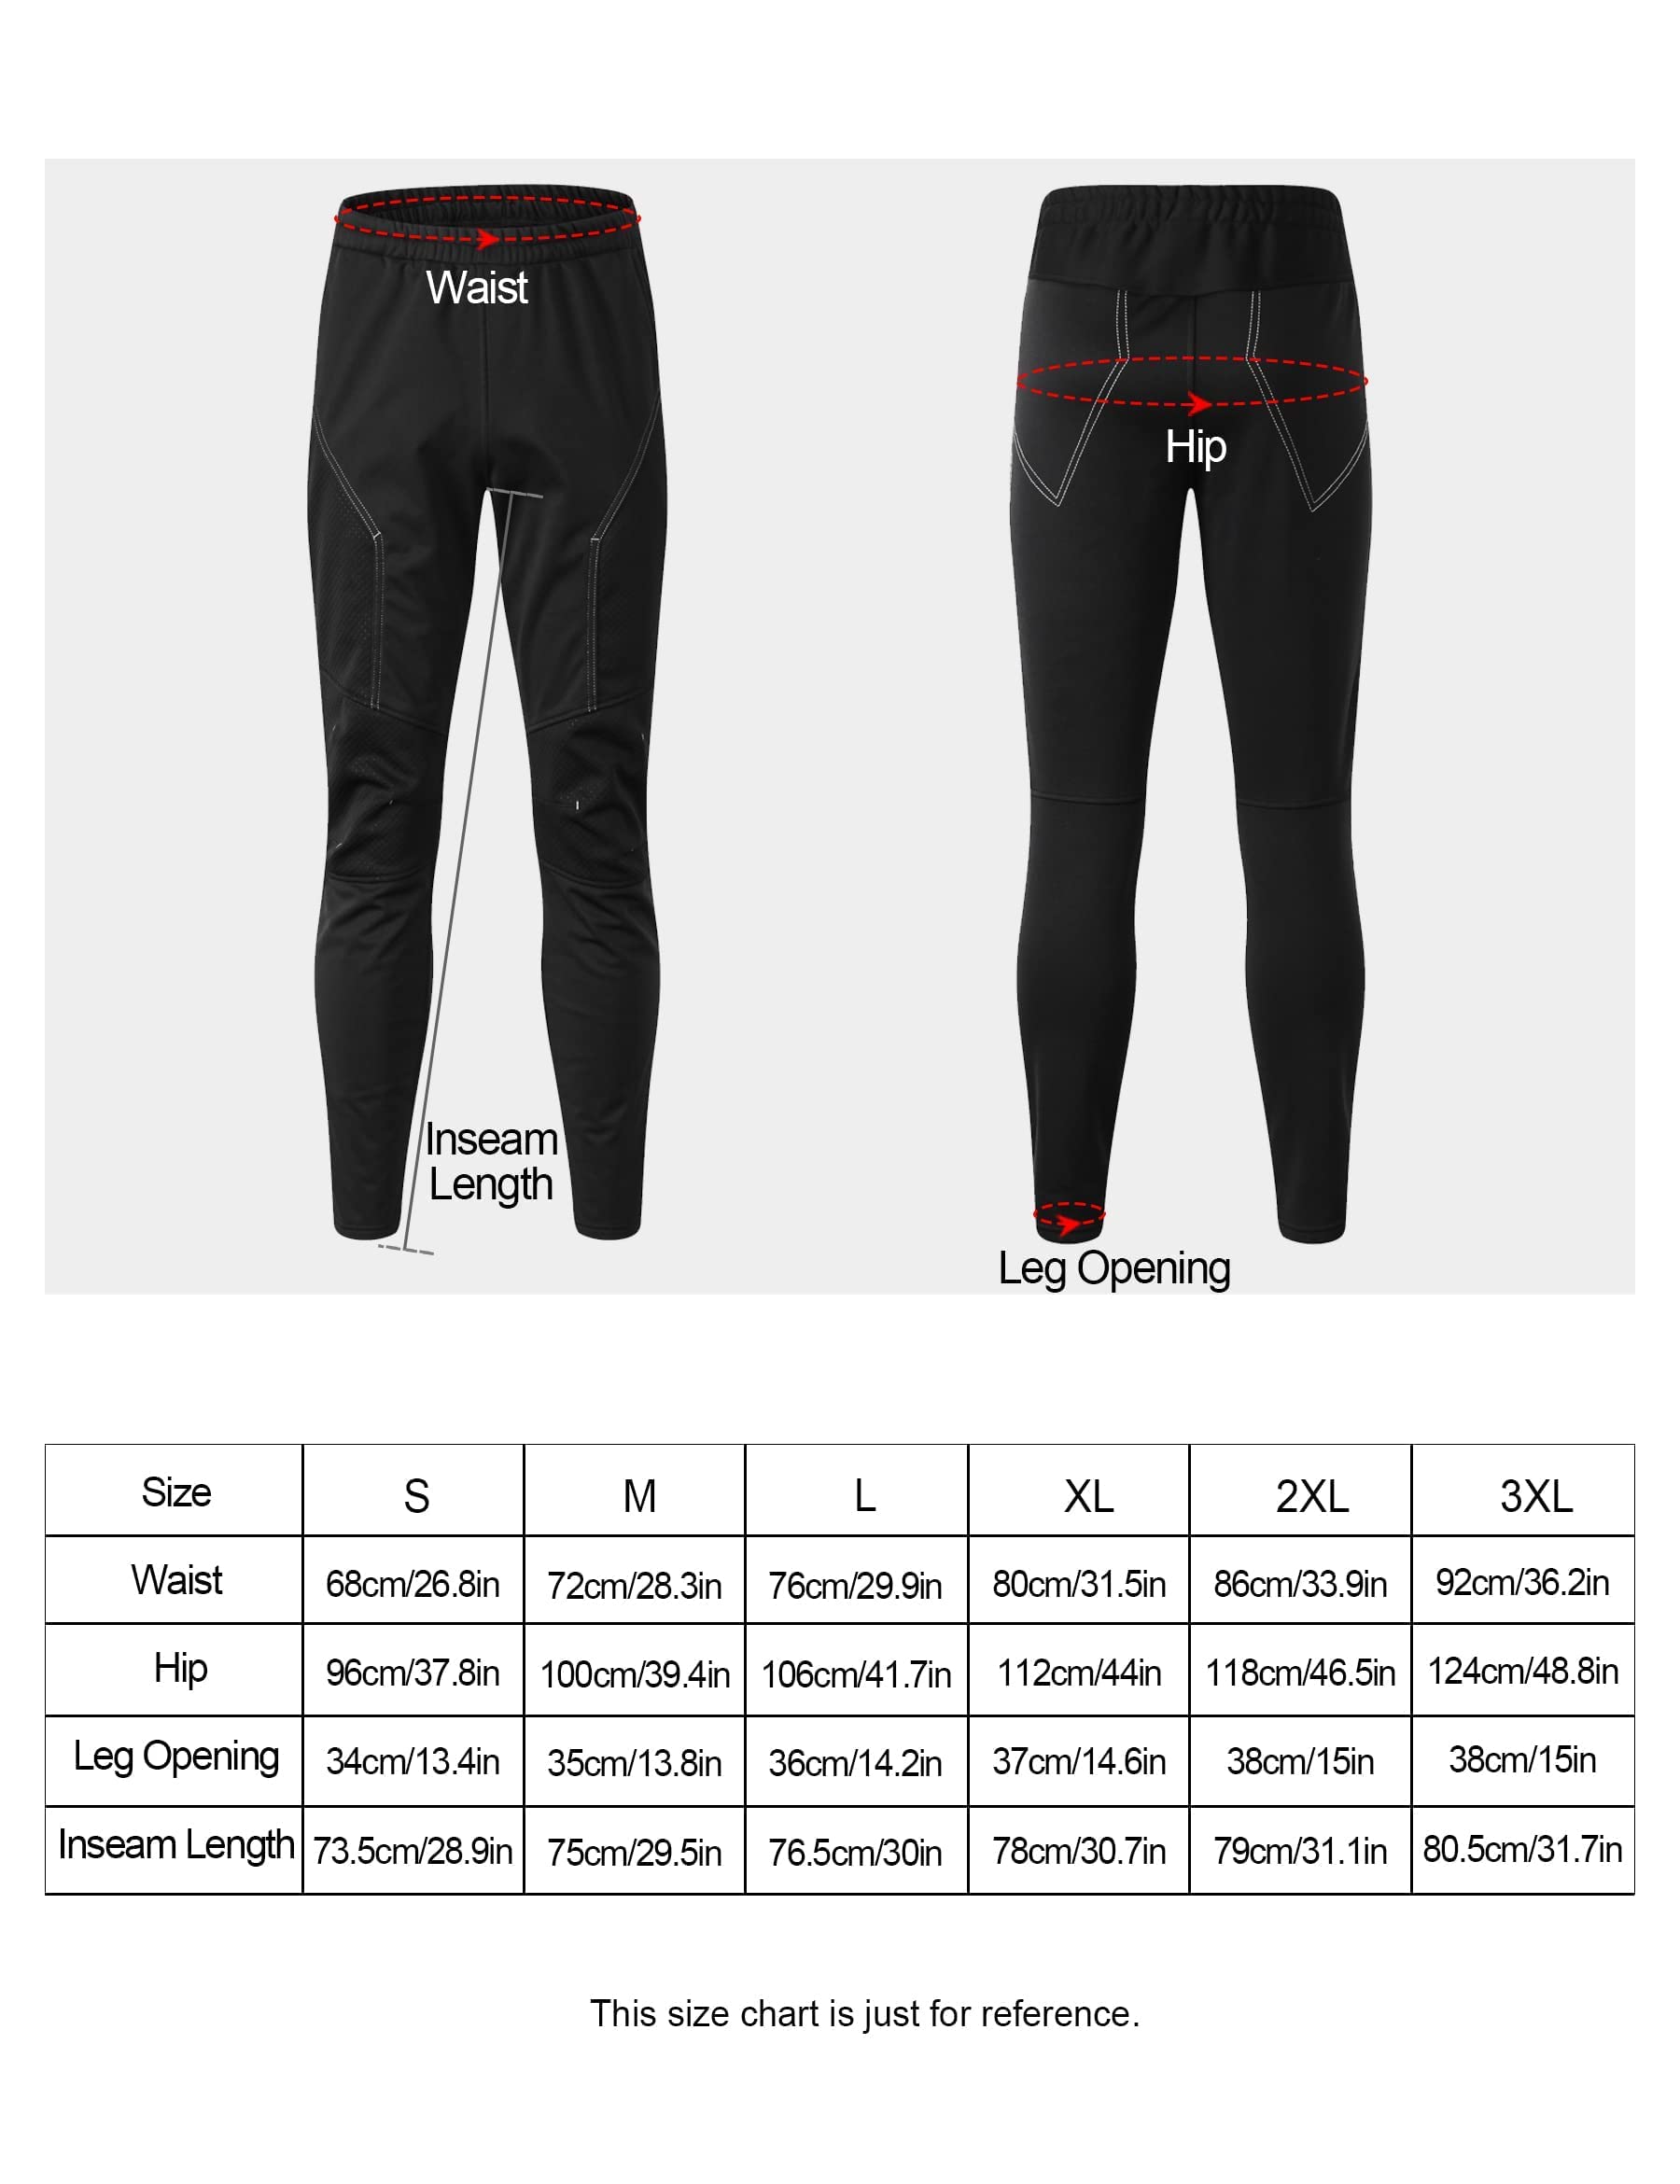 Waist
Hip
Inseam
Length
Leg Opening
Size S M L XL 2XL 3XL
Waist 68cm/26.8in 72cm/28.3in 76cm/29.9in 80cm/31.5in 86cm/33.9in 92cm/36.2in
Hip 96cm/37.8in 100cm/39.4in 106cm/41.7in 112cm/44in 118cm/46.5in 124cm/48.8in
Leg Opening 34cm/13.4in 35cm/13.8in 36cm/14.2in 37cm/14.6in 38cm/15in 38cm/15in
Inseam Length 73.5cm/28.9in 75cm/29.5in 76.5cm/30in 78cm/30.7in 79cm/31.1in 80.5cm/31.7in
This size chart is just for reference.